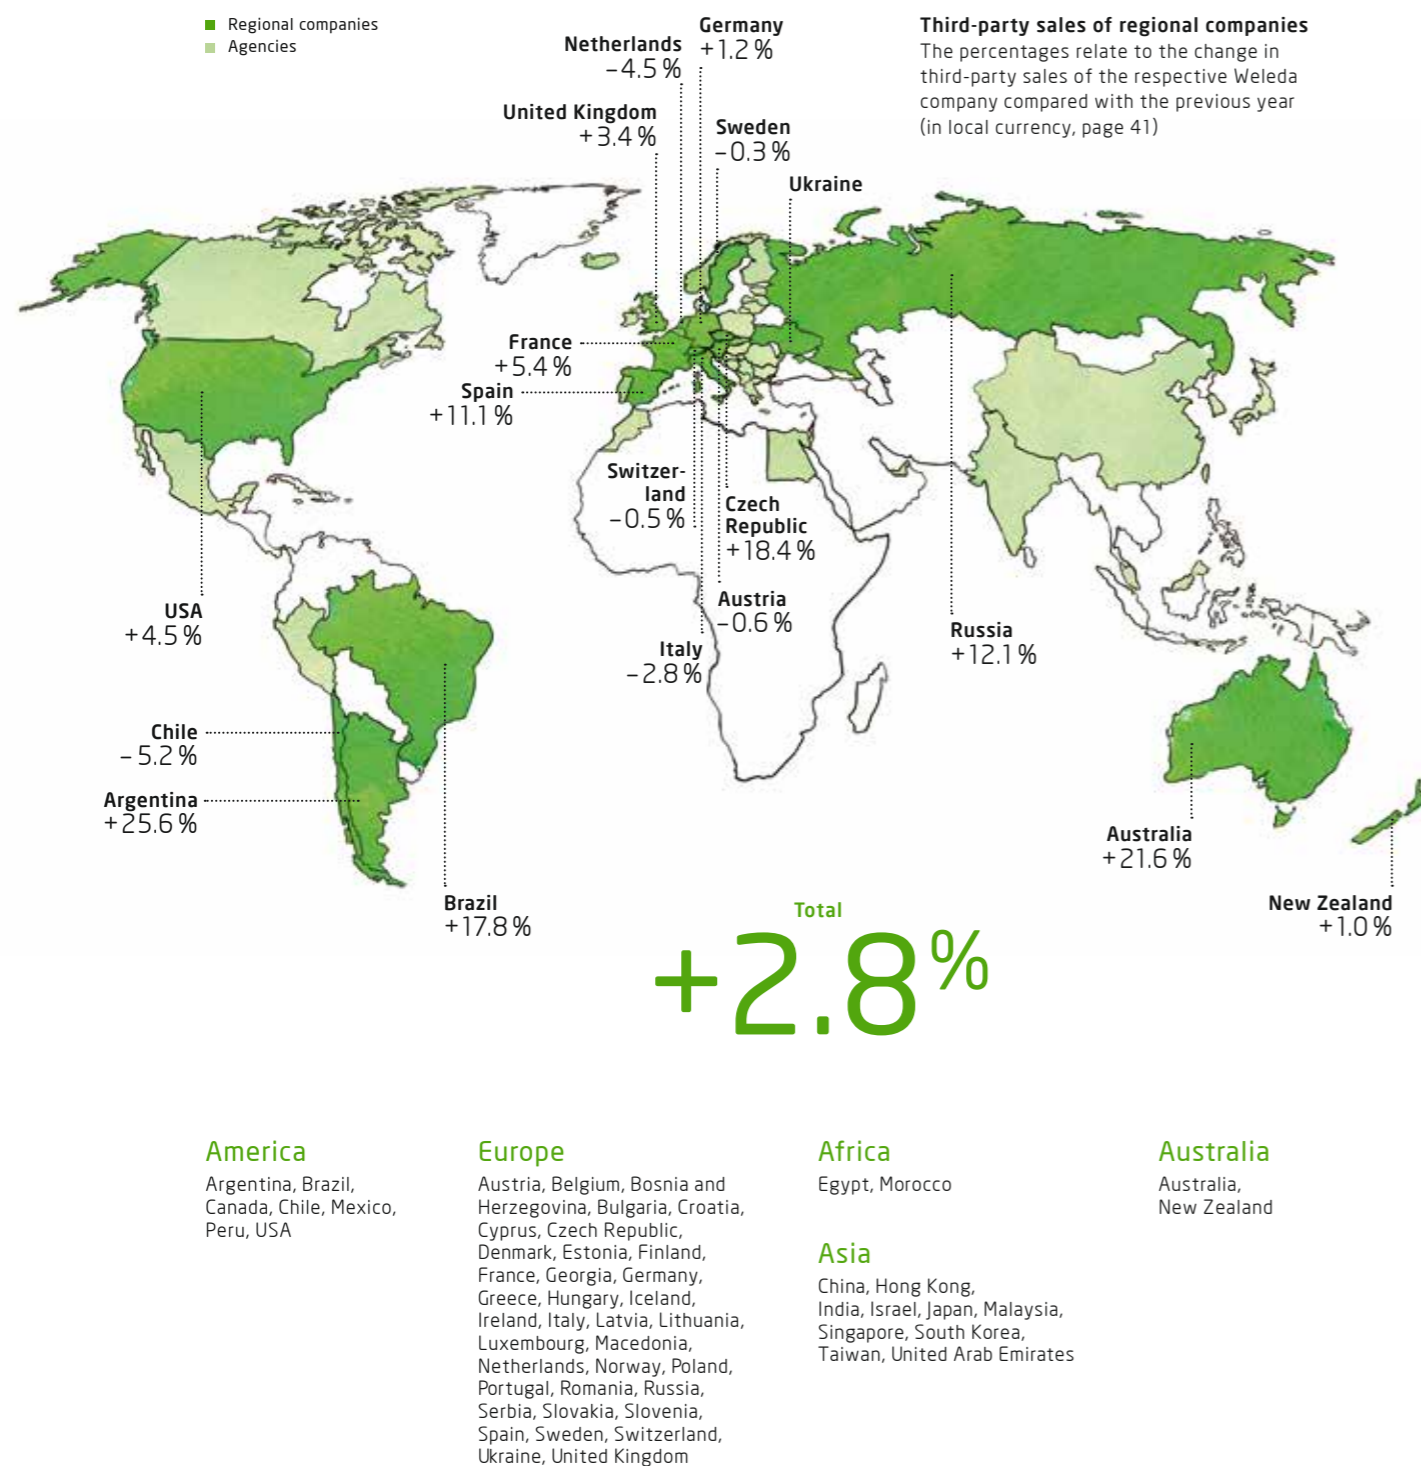 Regional companies
Agencies
Third-party sales of regional companies
The percentages relate to the change in
third-party sales of the respective Weleda
company compared with the previous year
(in local currency, page 41)
Germany
+1.2 %
Netherlands
–4.5 %
United Kingdom
+3.4 %
Sweden
–0.3 %
Ukraine
France
+5.4 %
Spain
+11.1 %
Switzer-
land
–0.5 %
Czech
Republic
+18.4 %
Austria
–0.6 %
Italy
–2.8 %
USA
+4.5 %
Russia
+12.1 %
Chile
– 5.2 %
Argentina
+25.6 %
Brazil
+17.8 %
Australia
+21.6 %
New Zealand
+1.0 %
Total
+2.8 %
America
Argentina, Brazil,
Canada, Chile, Mexico,
Peru, USA
Europe
Austria, Belgium, Bosnia and
Herzegovina, Bulgaria, Croatia,
Cyprus, Czech Republic,
Denmark, Estonia, Finland,
France, Georgia, Germany,
Greece, Hungary, Iceland,
Ireland, Italy, Latvia, Lithuania,
Luxembourg, Macedonia,
Netherlands, Norway, Poland,
Portugal, Romania, Russia,
Serbia, Slovakia, Slovenia,
Spain, Sweden, Switzerland,
Ukraine, United Kingdom
Africa
Egypt, Morocco
Asia
China, Hong Kong,
India, Israel, Japan, Malaysia,
Singapore, South Korea,
Taiwan, United Arab Emirates
Australia
Australia,
New Zealand